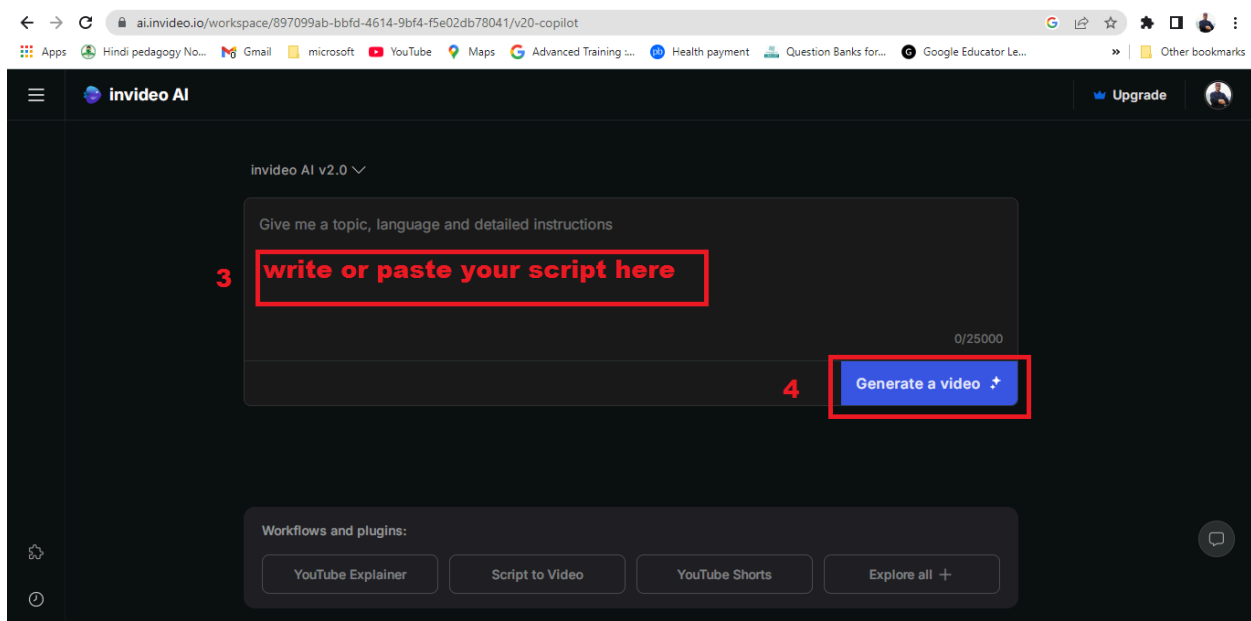 ai.invideo.io/workspace/897099ab-bbfd-4614-9bf4-f5e02db78041/v20-copilot
Apps Hindi pedagogy No... Gmail microsoft YouTube Maps Advanced Training :... Health payment Question Banks for... Google Educator Le... » Other bookmarks
invideo AI Upgrade
invideo AI v2.0
Give me a topic, language and detailed instructions
3 write or paste your script here
0/25000
4 Generate a video
Workflows and plugins:
YouTube Explainer Script to Video YouTube Shorts Explore all +